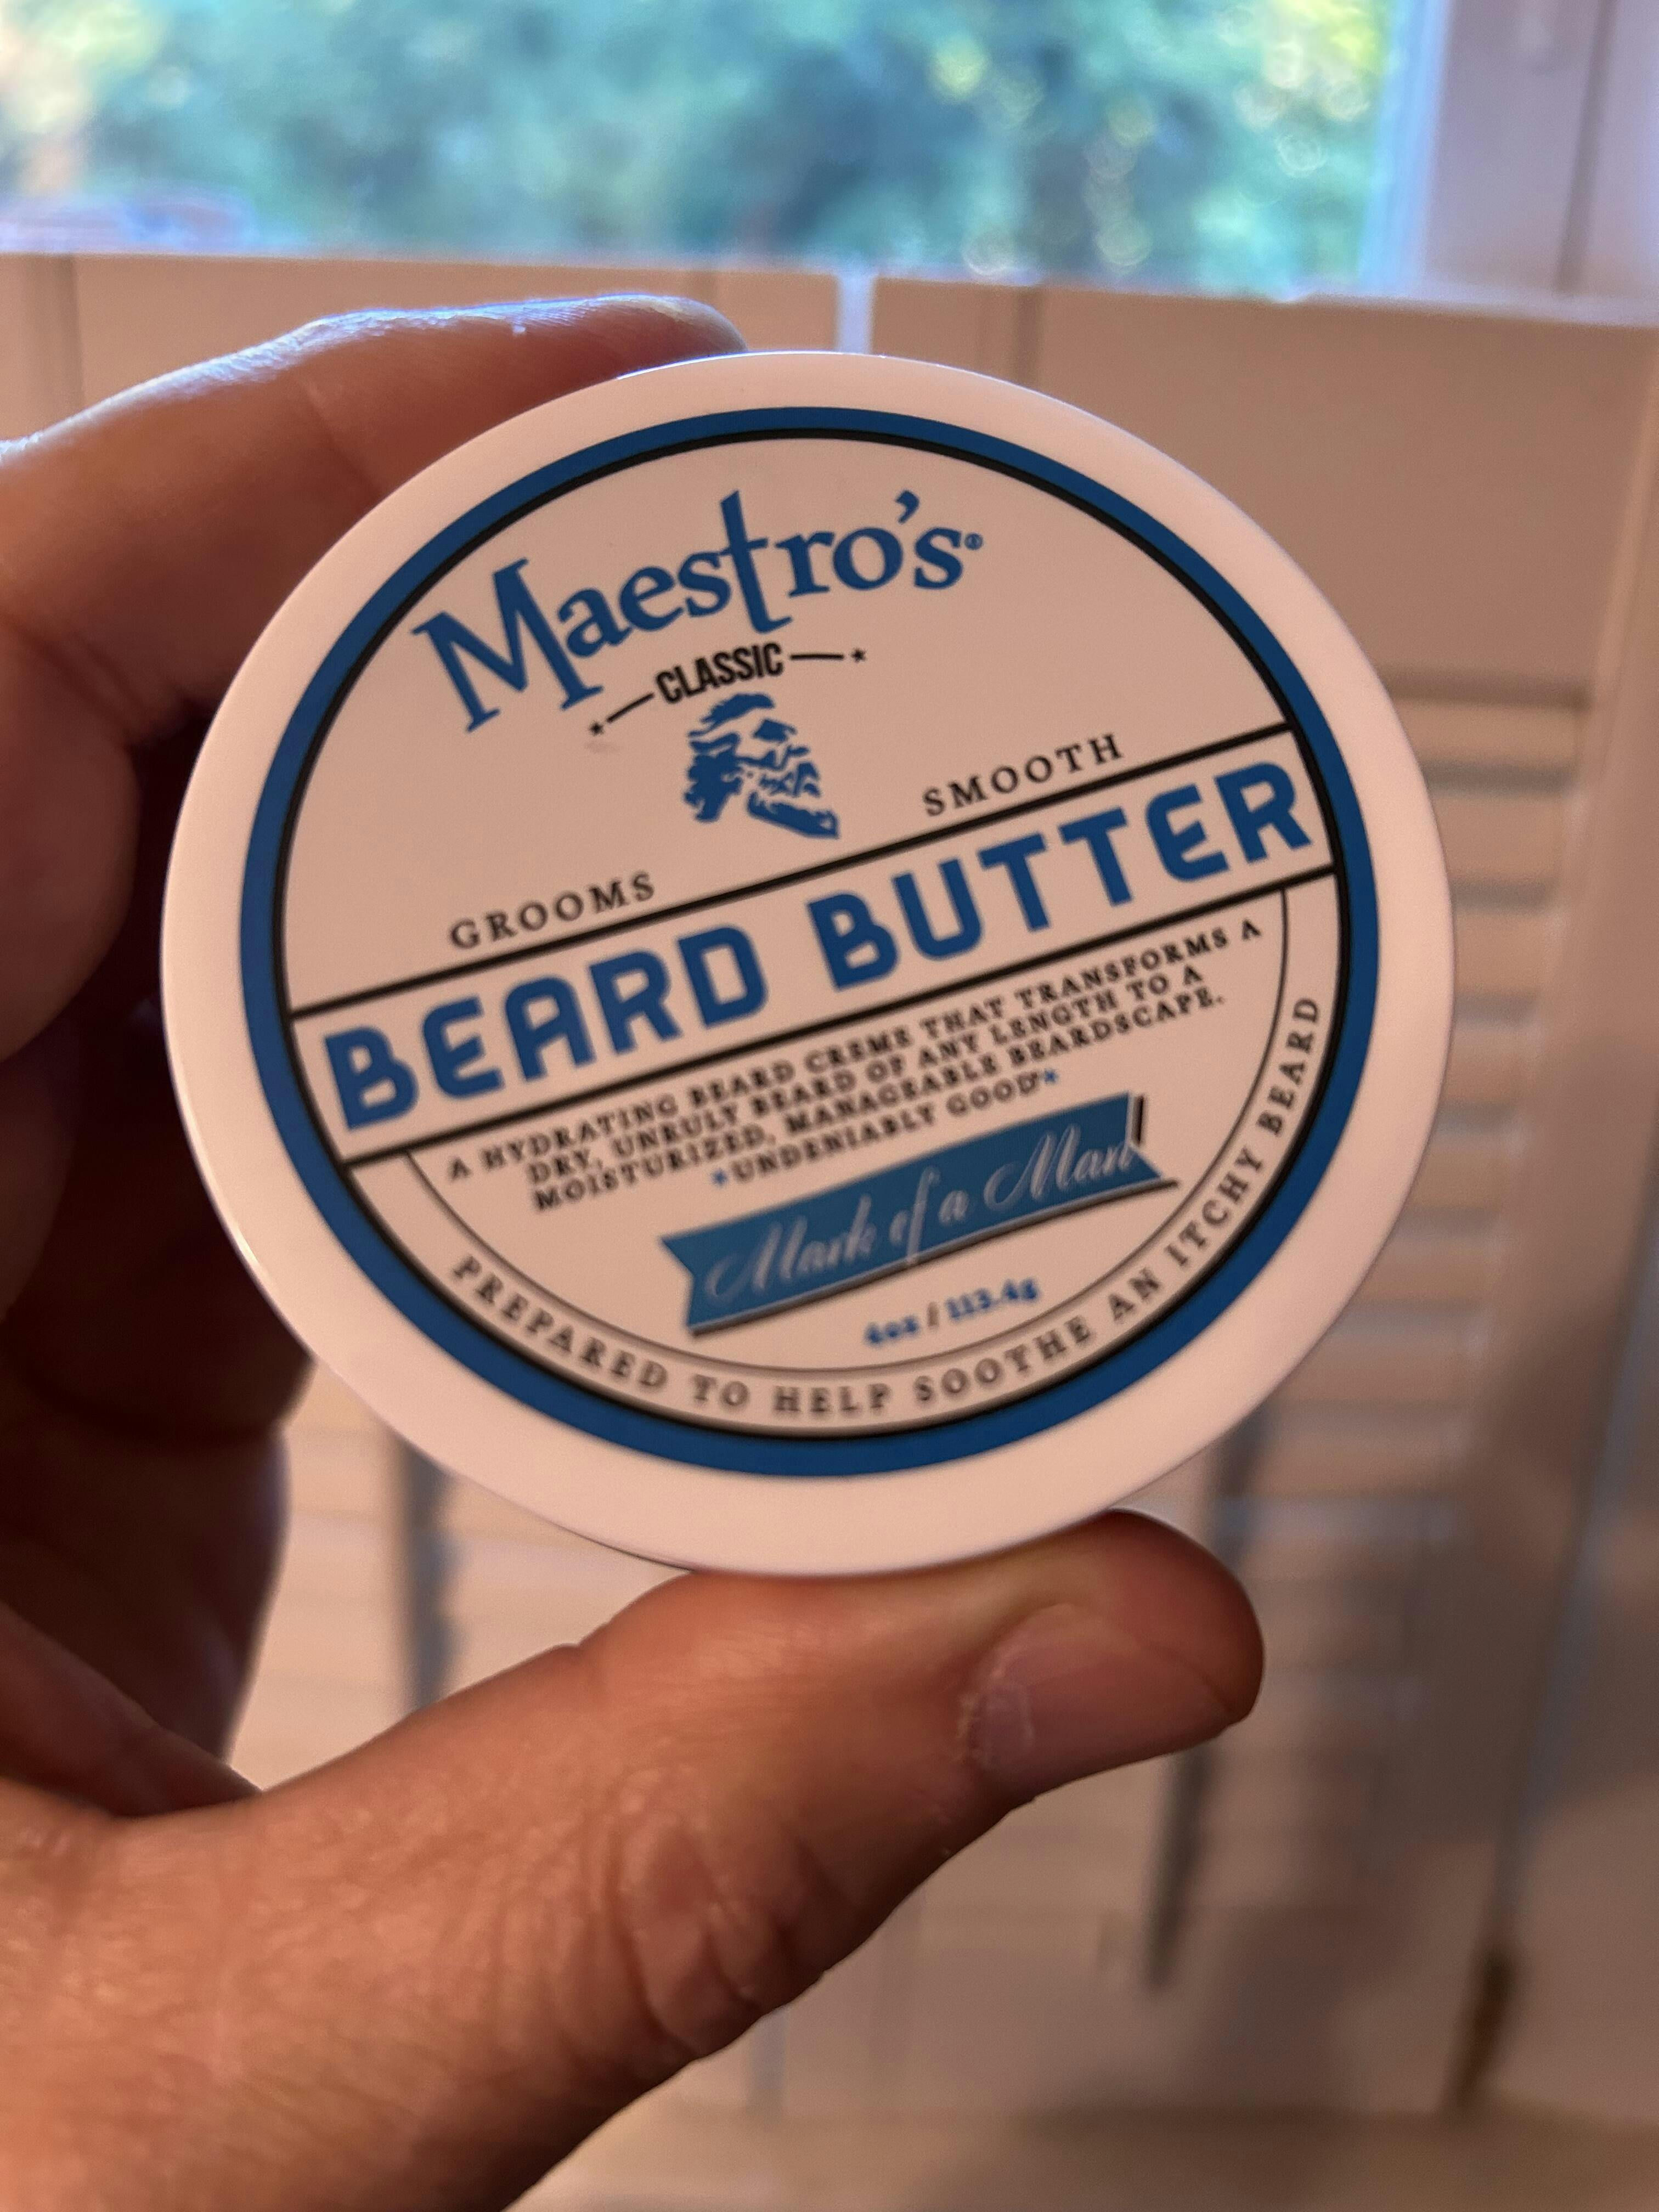 Maestro's®
CLASSIC
GROOMS
SMOOTH
BEARD BUTTER
A HYDRATING BEARD CREME THAT TRANSFORMS A
DRY, UNRULY BEARD OF ANY LENGTH TO A
MOISTURIZED, MANAGEABLE BEARDSCAPE.
*UNDENIABLY GOOD*
Mark of a Man
4oz / 113.4g
PREPARED TO HELP SOOTHE AN ITCHY BEARD